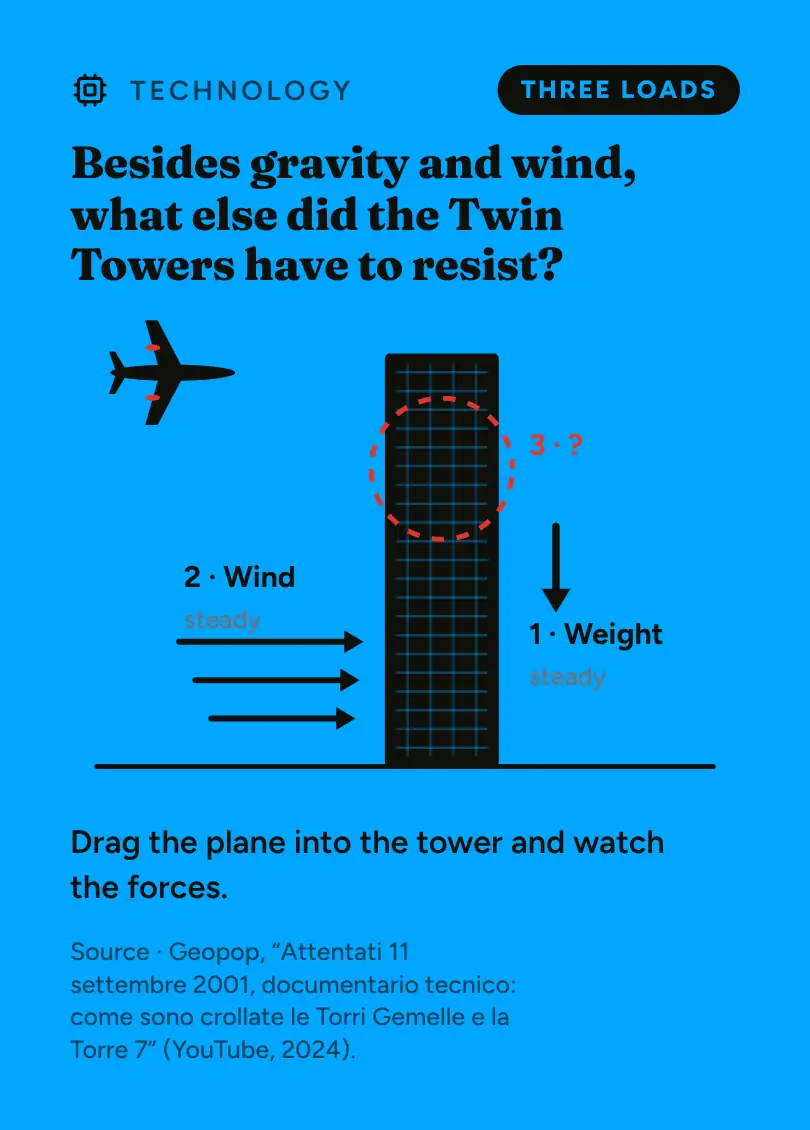 TECHNOLOGY
THREE LOADS
Besides gravity and wind,
what else did the Twin
Towers have to resist?
3 · ?
2 · Wind
steady
1 · Weight
steady
Drag the plane into the tower and watch
the forces.
Source · Geopop, “Attentati 11
settembre 2001, documentario tecnico:
come sono crollate le Torri Gemelle e la
Torre 7” (YouTube, 2024).